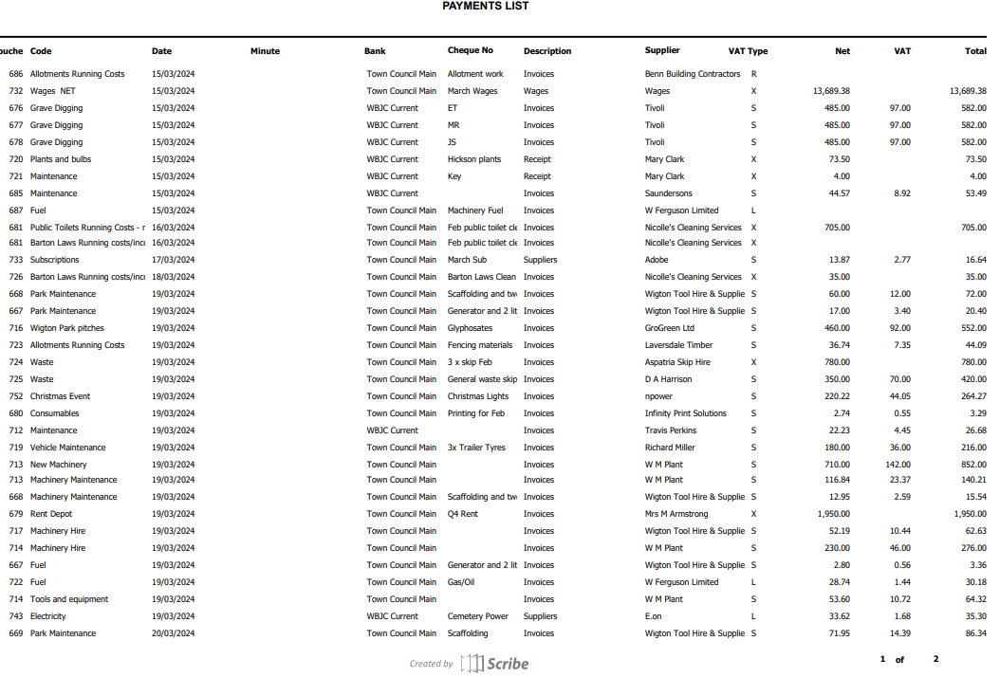 PAYMENTS LIST
ouche Code Date Minute Bank Cheque No Description Supplier VAT Type Net VAT Total
686 Allotments Running Costs 15/03/2024 Town Council Main Allotment work Invoices Benn Building Contractors R
732 Wages NET 15/03/2024 Town Council Main March Wages Wages Wages X 13,689.38 13,689.38
676 Grave Digging 15/03/2024 WBJC Current ET Invoices Tivoli S 485.00 97.00 582.00
677 Grave Digging 15/03/2024 WBJC Current MR Invoices Tivoli S 485.00 97.00 582.00
678 Grave Digging 15/03/2024 WBJC Current JS Invoices Tivoli S 485.00 97.00 582.00
720 Plants and bulbs 15/03/2024 WBJC Current Hickson plants Receipt Mary Clark X 73.50 73.50
721 Maintenance 15/03/2024 WBJC Current Key Receipt Mary Clark X 4.00 4.00
685 Maintenance 15/03/2024 WBJC Current Invoices Saundersons S 44.57 8.92 53.49
687 Fuel 15/03/2024 Town Council Main Machinery Fuel Invoices W Ferguson Limited L
681 Public Toilets Running Costs - r 16/03/2024 Town Council Main Feb public toilet cle Invoices Nicolle's Cleaning Services X 705.00 705.00
681 Barton Laws Running costs/inc 16/03/2024 Town Council Main Feb public toilet cle Invoices Nicolle's Cleaning Services X
733 Subscriptions 17/03/2024 Town Council Main March Sub Suppliers Adobe S 13.87 2.77 16.64
726 Barton Laws Running costs/inc 18/03/2024 Town Council Main Barton Laws Clean Invoices Nicolle's Cleaning Services X 35.00 35.00
668 Park Maintenance 19/03/2024 Town Council Main Scaffolding and tw Invoices Wigton Tool Hire & Supplie S 60.00 12.00 72.00
667 Park Maintenance 19/03/2024 Town Council Main Generator and 2 lit Invoices Wigton Tool Hire & Supplie S 17.00 3.40 20.40
716 Wigton Park pitches 19/03/2024 Town Council Main Glyphosates Invoices GroGreen Ltd S 460.00 92.00 552.00
723 Allotments Running Costs 19/03/2024 Town Council Main Fencing materials Invoices Laversdale Timber S 36.74 7.35 44.09
724 Waste 19/03/2024 Town Council Main 3 x skip Feb Invoices Aspatria Skip Hire X 780.00 780.00
725 Waste 19/03/2024 Town Council Main General waste skip Invoices D A Harrison S 350.00 70.00 420.00
752 Christmas Event 19/03/2024 Town Council Main Christmas Lights Invoices npower S 220.22 44.05 264.27
680 Consumables 19/03/2024 Town Council Main Printing for Feb Invoices Infinity Print Solutions S 2.74 0.55 3.29
712 Maintenance 19/03/2024 WBJC Current Invoices Travis Perkins S 22.23 4.45 26.68
719 Vehicle Maintenance 19/03/2024 Town Council Main 3x Trailer Tyres Invoices Richard Miller S 180.00 36.00 216.00
713 New Machinery 19/03/2024 Town Council Main Invoices W M Plant S 710.00 142.00 852.00
713 Machinery Maintenance 19/03/2024 Town Council Main Invoices W M Plant S 116.84 23.37 140.21
668 Machinery Maintenance 19/03/2024 Town Council Main Scaffolding and tw Invoices Wigton Tool Hire & Supplie S 12.95 2.59 15.54
679 Rent Depot 19/03/2024 Town Council Main Q4 Rent Invoices Mrs M Armstrong X 1,950.00 1,950.00
717 Machinery Hire 19/03/2024 Town Council Main Invoices Wigton Tool Hire & Supplie S 52.19 10.44 62.63
714 Machinery Hire 19/03/2024 Town Council Main Invoices W M Plant S 230.00 46.00 276.00
667 Fuel 19/03/2024 Town Council Main Generator and 2 lit Invoices Wigton Tool Hire & Supplie S 2.80 0.56 3.36
722 Fuel 19/03/2024 Town Council Main Gas/Oil Invoices W Ferguson Limited L 28.74 1.44 30.18
714 Tools and equipment 19/03/2024 Town Council Main Invoices W M Plant S 53.60 10.72 64.32
743 Electricity 19/03/2024 WBJC Current Cemetery Power Suppliers E.on L 33.62 1.68 35.30
669 Park Maintenance 20/03/2024 Town Council Main Scaffolding Invoices Wigton Tool Hire & Supplie S 71.95 14.39 86.34
Created by Scribe 1 of 2